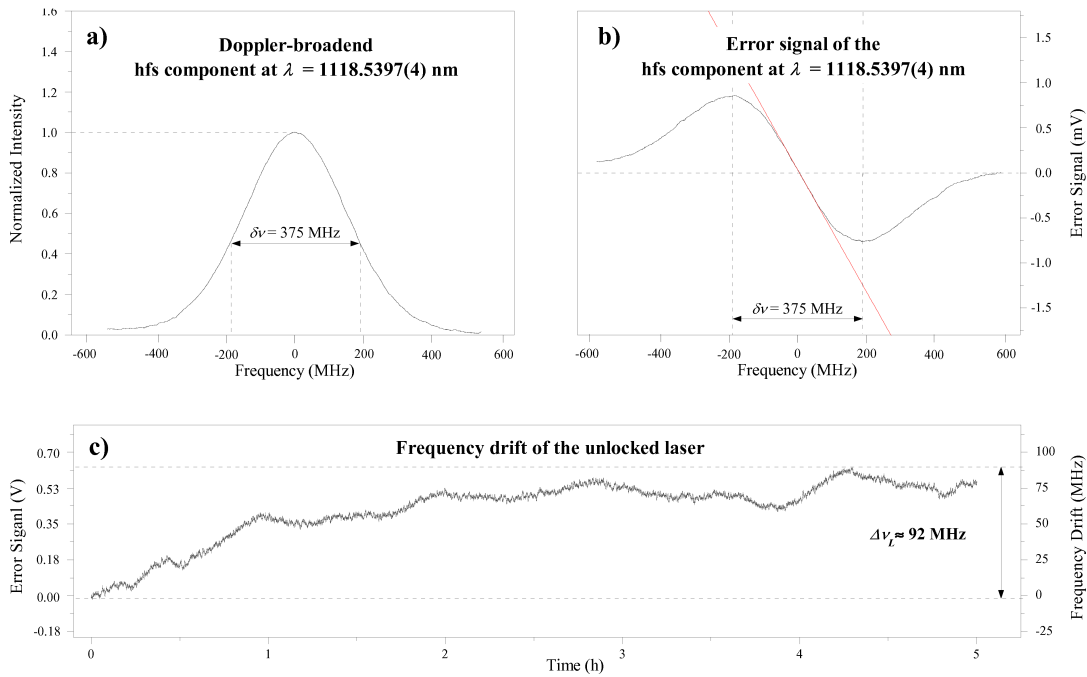 a)
Doppler-broadend
hfs component at λ = 1118.5397(4) nm
1.6
1.4
1.2
1.0
0.8
0.6
0.4
0.2
0.0
Normalized Intensity
δν = 375 MHz
-600
-400
-200
0
200
400
600
Frequency (MHz)
b)
Error signal of the
hfs component at λ = 1118.5397(4) nm
1.5
1.0
0.5
0.0
-0.5
-1.0
-1.5
Error Signal (mV)
δν = 375 MHz
-600
-400
-200
0
200
400
600
Frequency (MHz)
c)
Frequency drift of the unlocked laser
0.70
0.53
0.35
0.18
0.00
-0.18
Error Siganl (V)
100
75
50
25
0
-25
Frequency Drift (MHz)
Δν_L ≈ 92 MHz
0
1
2
3
4
5
Time (h)